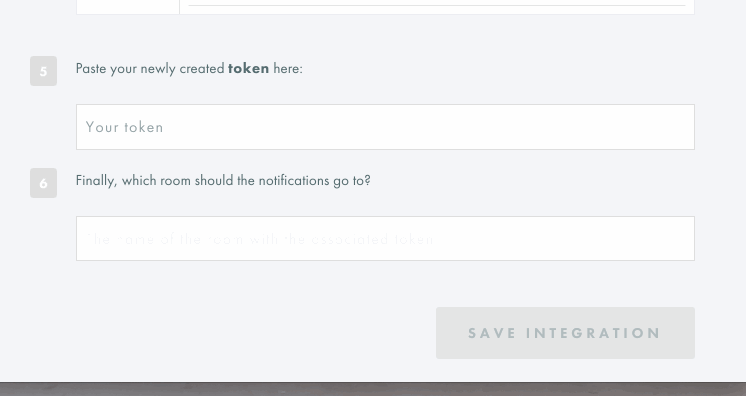 5
Paste your newly created token here:
Your token
6
Finally, which room should the notifications go to?
The name of the room with the associated token
SAVE INTEGRATION